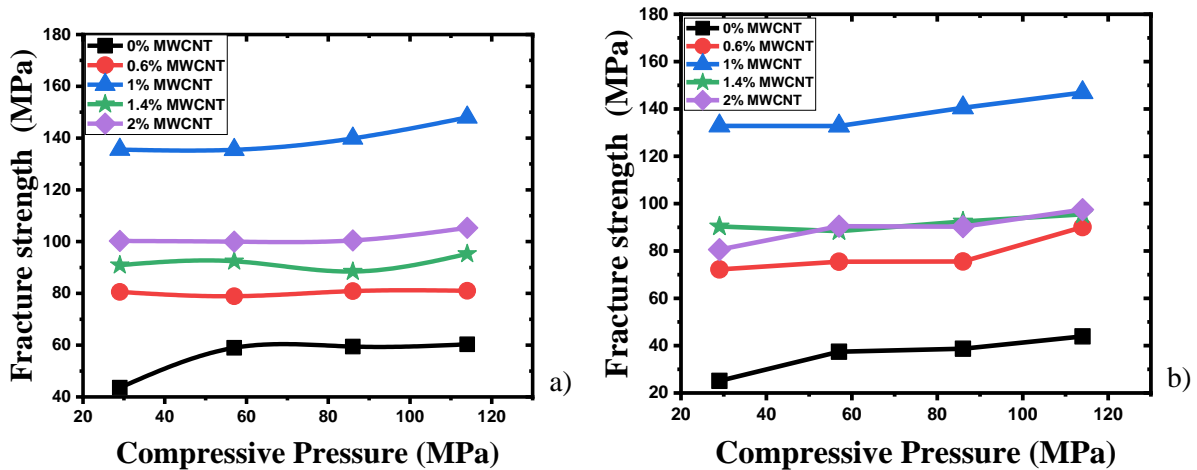 180
160
140
120
100
80
60
40
Fracture strength (MPa)
0% MWCNT
0.6% MWCNT
1% MWCNT
1.4% MWCNT
2% MWCNT
20 40 60 80 100 120
Compressive Pressure (MPa)
a)
180
160
140
120
100
80
60
40
20
Fracture strength (MPa)
0% MWCNT
0.6% MWCNT
1% MWCNT
1.4% MWCNT
2% MWCNT
20 40 60 80 100 120
Compressive Pressure (MPa)
b)